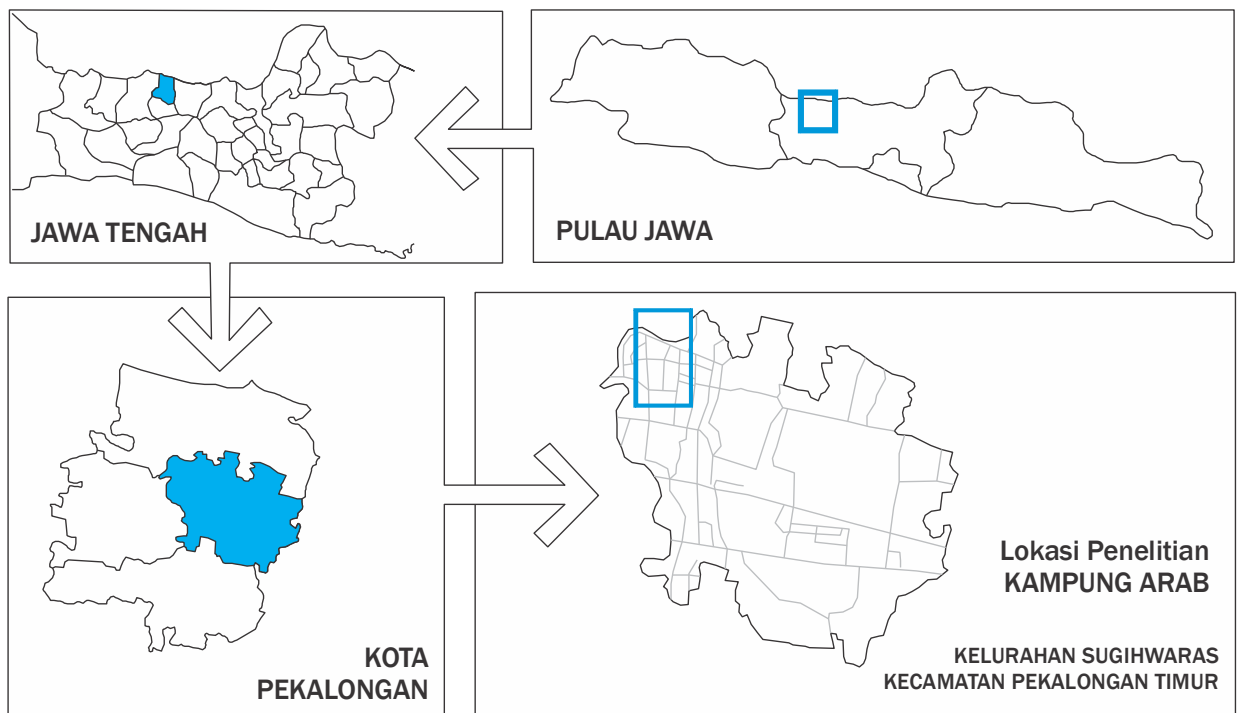 JAWA TENGAH
PULAU JAWA
KOTA
PEKALONGAN
Lokasi Penelitian
KAMPUNG ARAB
KELURAHAN SUGIHWARAS
KECAMATAN PEKALONGAN TIMUR